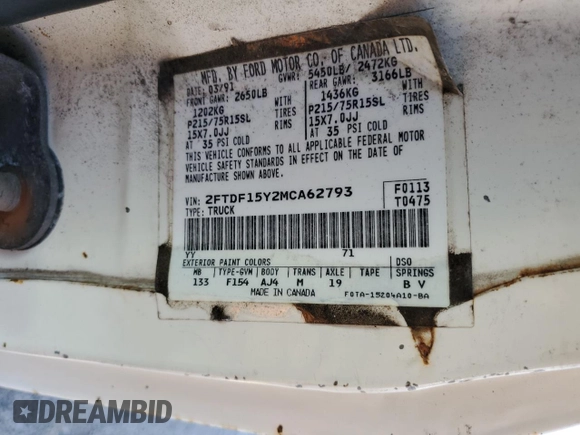 MFD. BY FORD MOTOR CO. OF CANADA LTD.
DATE: 03/91 GVWR: 5450LB/ 2472KG
FRONT GAWR: 2650LB REAR GAWR: 3166LB
1202KG WITH 1436KG WITH
P215/75R15SL TIRES P215/75R15SL TIRES
15X7.0JJ RIMS 15X7.0JJ RIMS
AT 35 PSI COLD AT 35 PSI COLD
THIS VEHICLE CONFORMS TO ALL APPLICABLE FEDERAL MOTOR
VEHICLE SAFETY STANDARDS IN EFFECT ON THE DATE OF
MANUFACTURE SHOWN ABOVE.
VIN: 2FTDF15Y2MCA62793 F0113
TYPE: TRUCK T0475
YY 71
EXTERIOR PAINT COLORS DSO
WB TYPE-GVM BODY TRANS AXLE TAPE SPRINGS
133 F154 AJ4 M 19 B V
MADE IN CANADA F0TA-15Z04A10-BA
DREAMBID